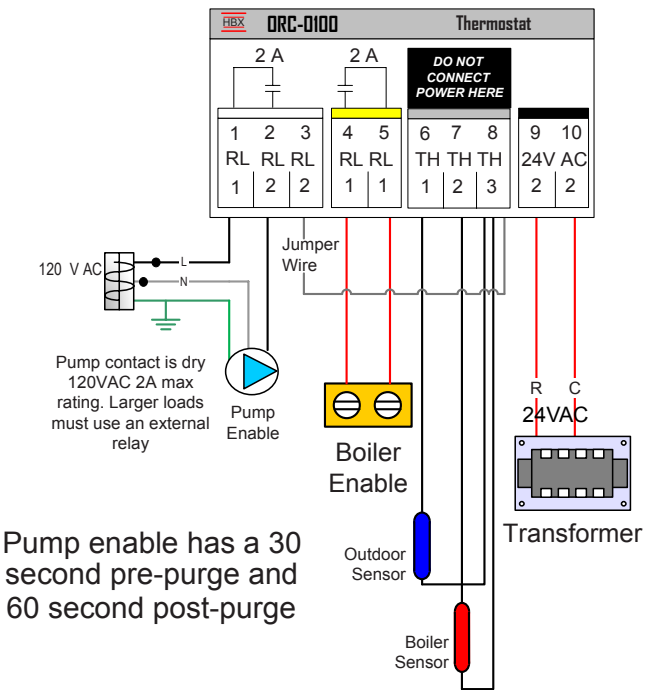 HBX ORC-0100 Thermostat
2 A 2 A
DO NOT
CONNECT
POWER HERE
1 2 3 4 5 6 7 8 9 10
RL RL RL RL RL TH TH TH 24V AC
1 2 2 1 1 1 2 3 2 2
Jumper
Wire
120 V AC
L
N
Pump contact is dry
120VAC 2A max
rating. Larger loads
must use an external
relay
Pump
Enable
Boiler
Enable
R C
24VAC
Transformer
Pump enable has a 30
second pre-purge and
60 second post-purge
Outdoor
Sensor
Boiler
Sensor